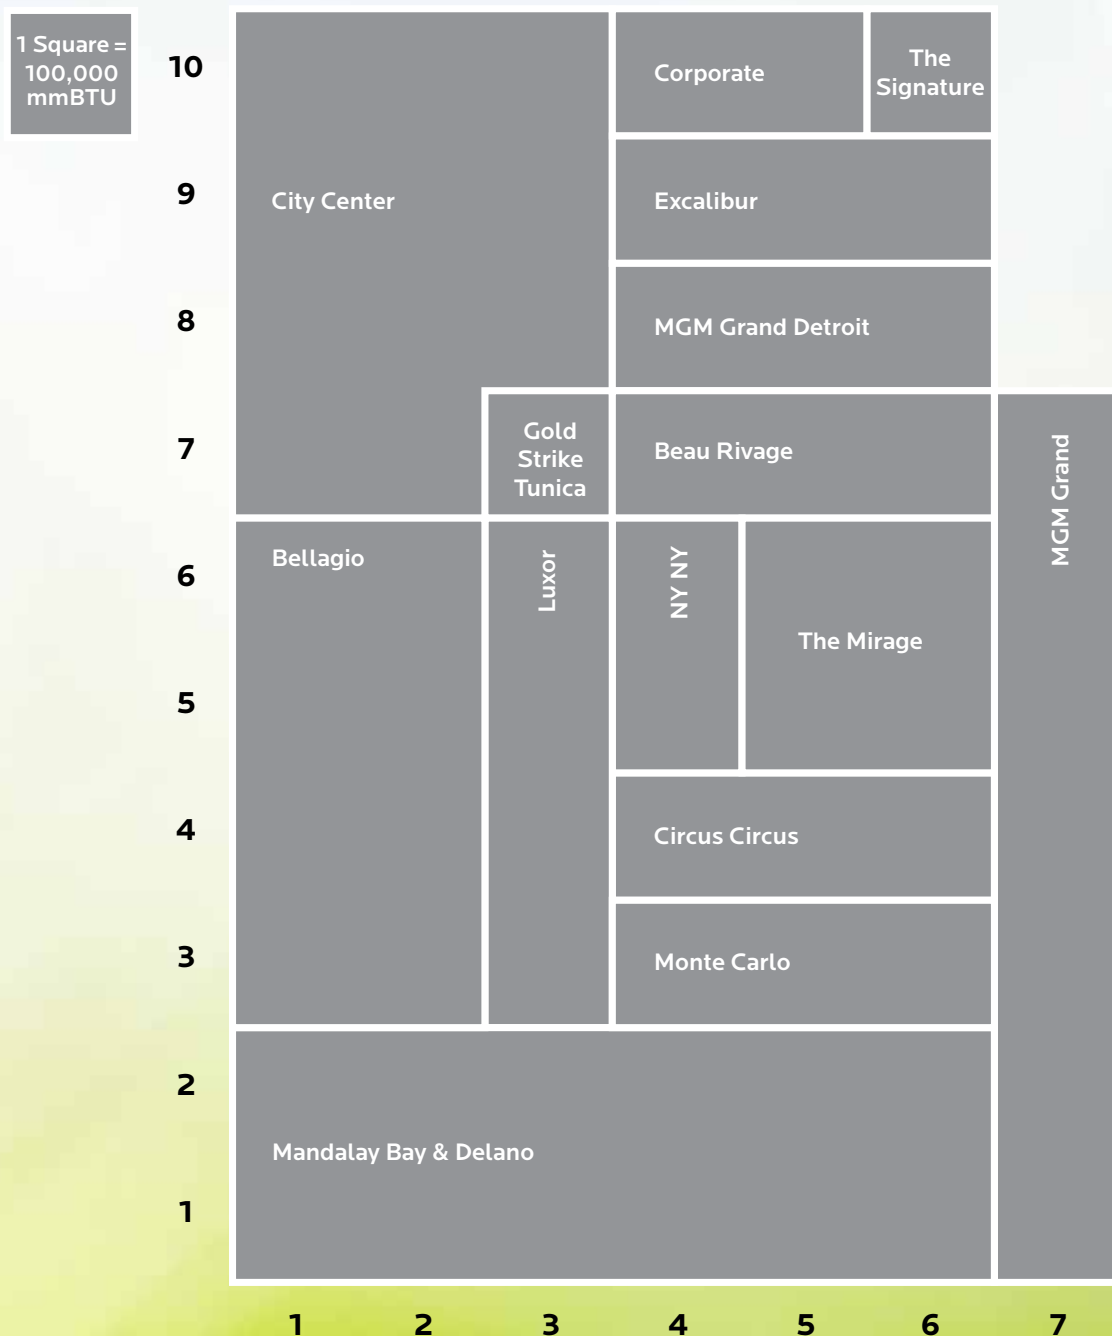 1 Square =
100,000
mmBTU
10
Corporate
The
Signature
9
City Center
Excalibur
8
MGM Grand Detroit
7
Gold
Strike
Tunica
Beau Rivage
MGM Grand
6
Bellagio
Luxor
NY NY
The Mirage
5
4
Circus Circus
3
Monte Carlo
2
Mandalay Bay & Delano
1
1 2 3 4 5 6 7